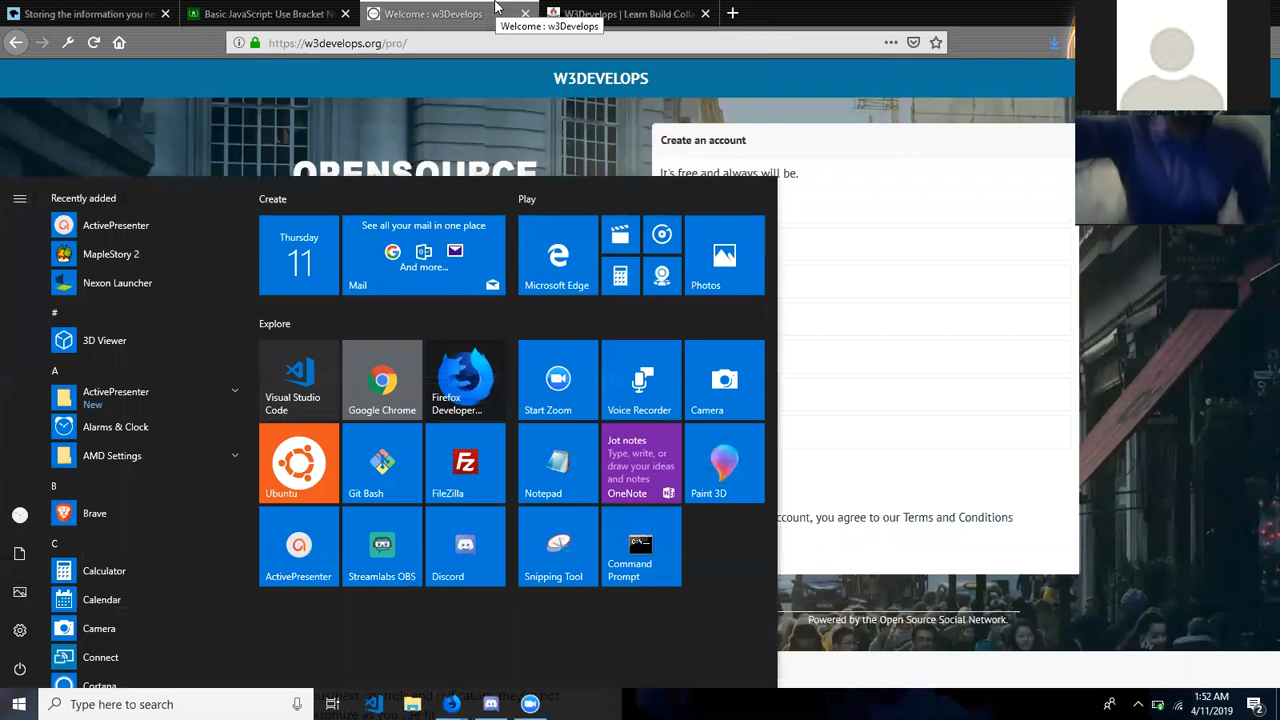 Storing the information you n
Basic JavaScript: Use Bracket N
Welcome : w3Develops
W3Develops | Learn Build Colla
Welcome : w3Develops
https://w3develops.org/pro/
W3DEVELOPS
OPENSOURCE
Create an account
It's free and always will be.
count, you agree to our Terms and Conditions
Powered by the Open Source Social Network.
Recently added
ActivePresenter
MapleStory 2
Nexon Launcher
#
3D Viewer
A
ActivePresenter
New
Alarms & Clock
AMD Settings
B
Brave
C
Calculator
Calendar
Camera
Connect
Cortana
Create
Thursday
11
See all your mail in one place
And more...
Mail
Play
Microsoft Edge
Photos
Explore
Visual Studio
Code
Google Chrome
Firefox
Developer...
Start Zoom
Voice Recorder
Camera
Ubuntu
Git Bash
FileZilla
Notepad
Jot notes
Type, write, or
draw your ideas
and notes
OneNote
Paint 3D
ActivePresenter
Streamlabs OBS
Discord
Snipping Tool
Command
Prompt
Type here to search
1:52 AM
4/11/2019
2